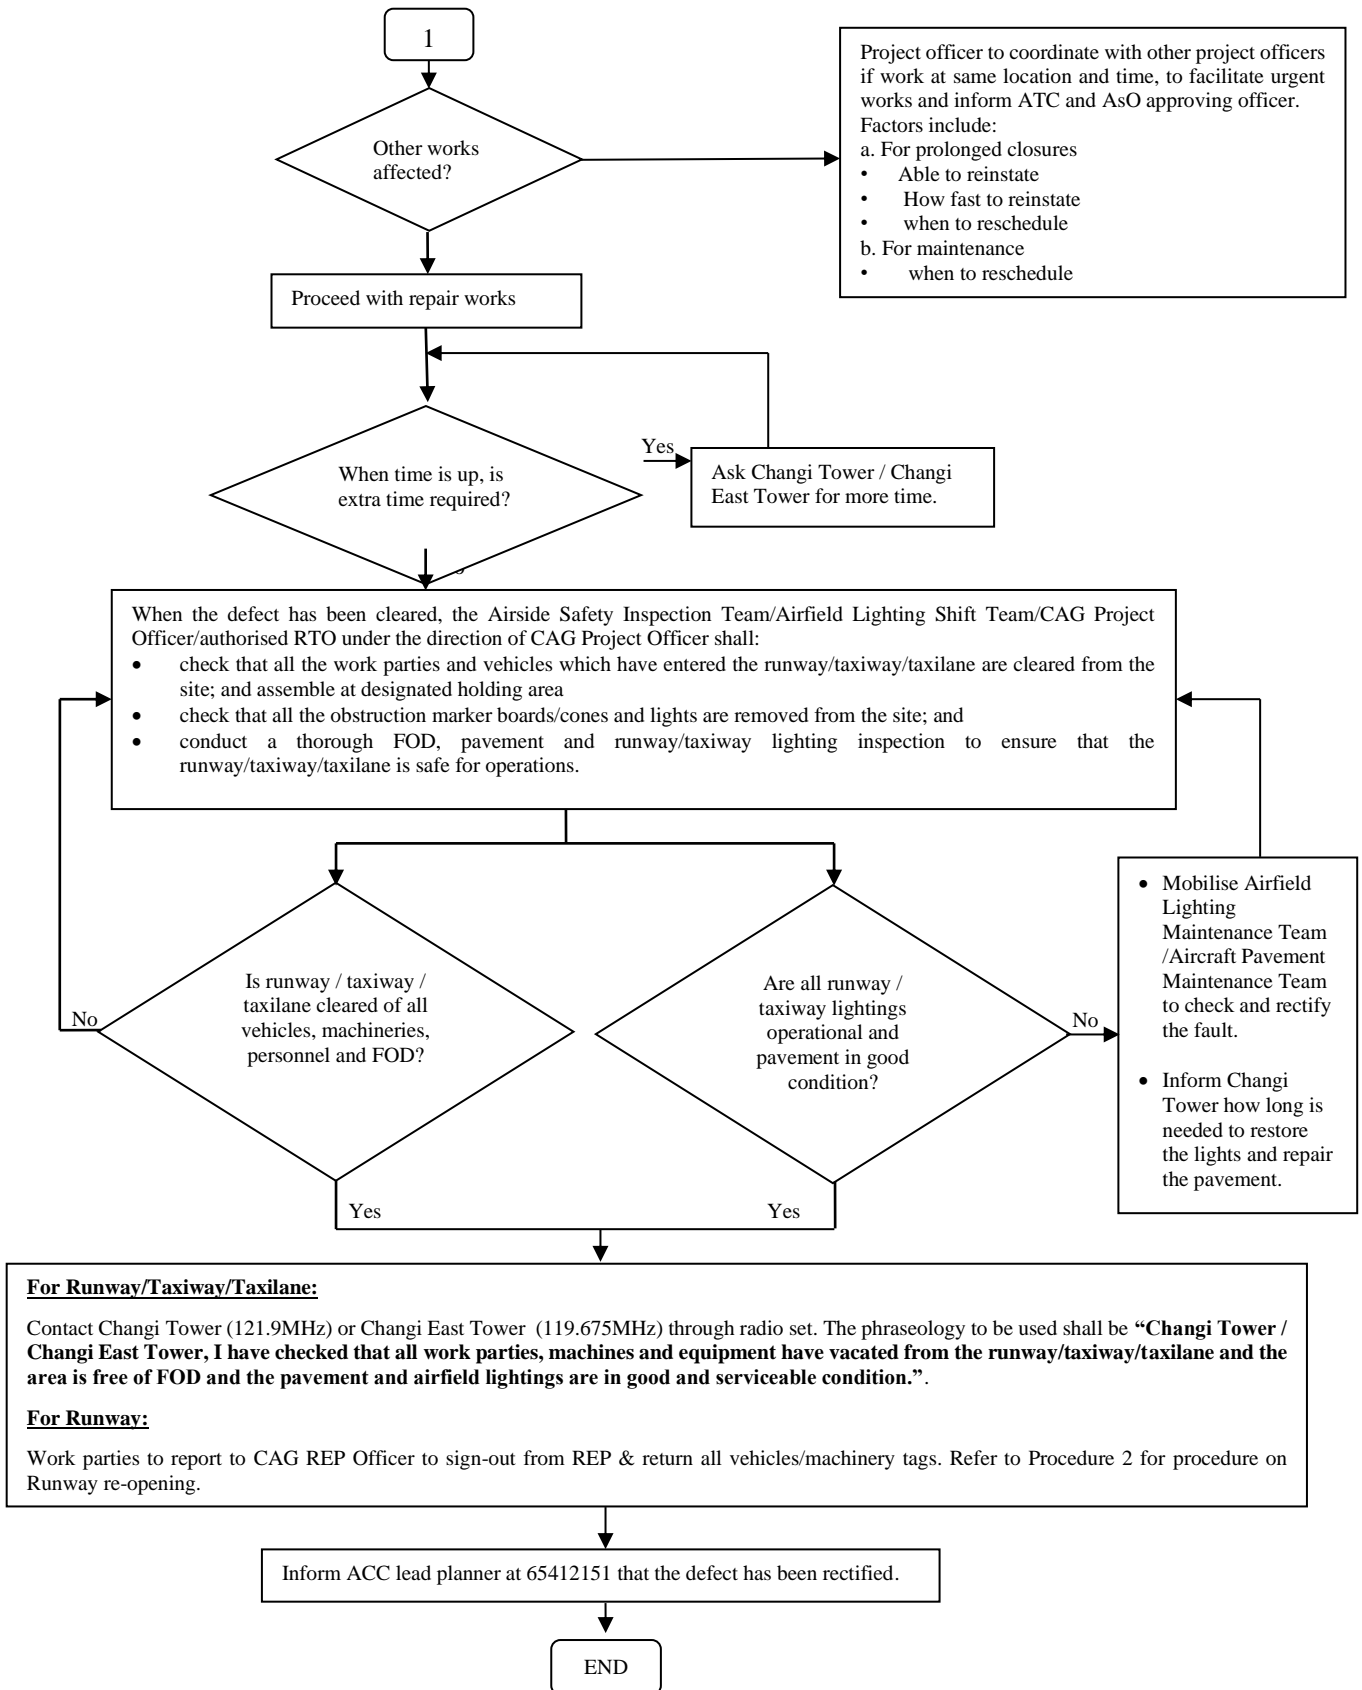 1
Other works
affected?
Project officer to coordinate with other project officers
if work at same location and time, to facilitate urgent
works and inform ATC and AsO approving officer.
Factors include:
a. For prolonged closures
• Able to reinstate
• How fast to reinstate
• when to reschedule
b. For maintenance
• when to reschedule
Proceed with repair works
When time is up, is
extra time required?
Yes
Ask Changi Tower / Changi
East Tower for more time.
When the defect has been cleared, the Airside Safety Inspection Team/Airfield Lighting Shift Team/CAG Project
Officer/authorised RTO under the direction of CAG Project Officer shall:
• check that all the work parties and vehicles which have entered the runway/taxiway/taxilane are cleared from the
site; and assemble at designated holding area
• check that all the obstruction marker boards/cones and lights are removed from the site; and
• conduct a thorough FOD, pavement and runway/taxiway lighting inspection to ensure that the
runway/taxiway/taxilane is safe for operations.
Is runway / taxiway /
taxilane cleared of all
vehicles, machineries,
personnel and FOD?
No
Yes
Are all runway /
taxiway lightings
operational and
pavement in good
condition?
No
Yes
• Mobilise Airfield
Lighting
Maintenance Team
/Aircraft Pavement
Maintenance Team
to check and rectify
the fault.
• Inform Changi
Tower how long is
needed to restore
the lights and repair
the pavement.
For Runway/Taxiway/Taxilane:
Contact Changi Tower (121.9MHz) or Changi East Tower (119.675MHz) through radio set. The phraseology to be used shall be “Changi Tower /
Changi East Tower, I have checked that all work parties, machines and equipment have vacated from the runway/taxiway/taxilane and the
area is free of FOD and the pavement and airfield lightings are in good and serviceable condition.”.
For Runway:
Work parties to report to CAG REP Officer to sign-out from REP & return all vehicles/machinery tags. Refer to Procedure 2 for procedure on
Runway re-opening.
Inform ACC lead planner at 65412151 that the defect has been rectified.
END